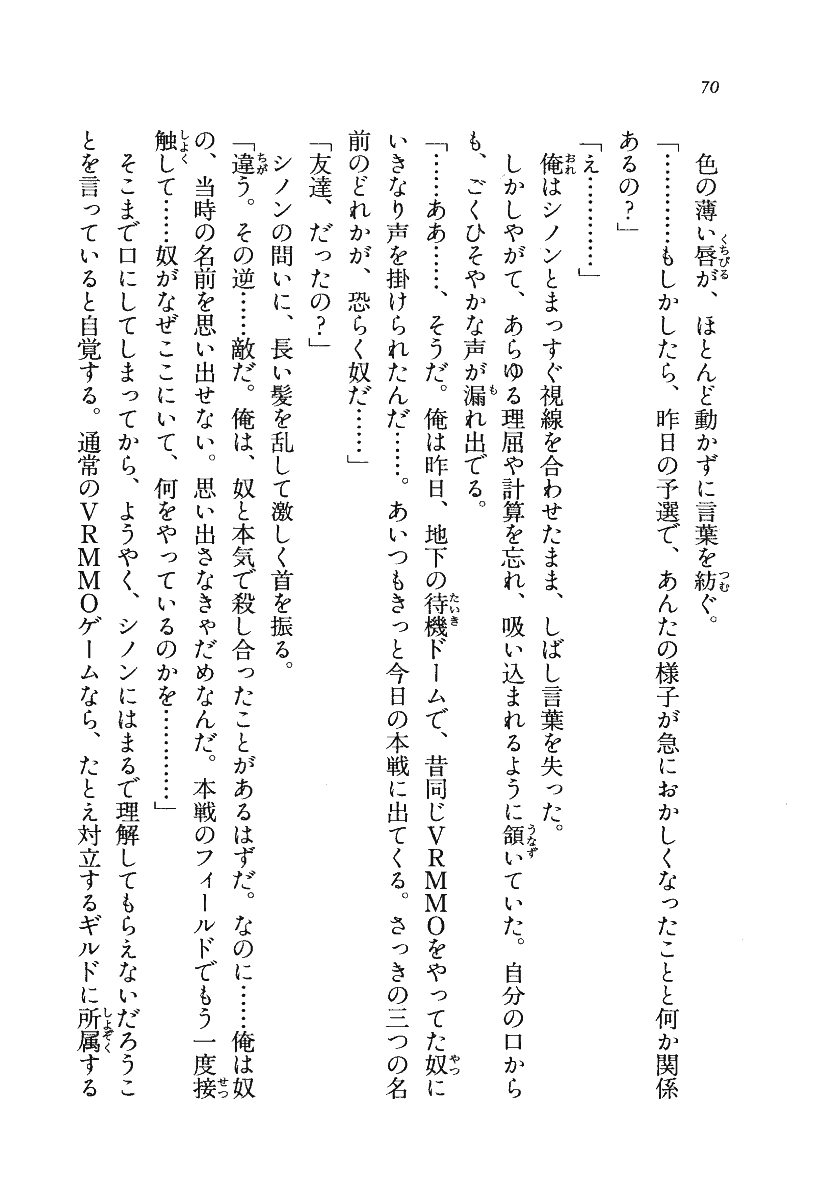 70
色の薄い唇が、ほとんど動かずに言葉を紡ぐ。
「…………もしかしたら、昨日の予選で、あんたの様子が急におかしくなったことと何か関係
あるの？」
「え…………」
俺はシノンとまっすぐ視線を合わせたまま、しばし言葉を失った。
しかしやがて、あらゆる理屈や計算を忘れ、吸い込まれるように頷いていた。自分の口から
も、ごくひそやかな声が漏れ出でる。
「……ああ……、そうだ。俺は昨日、地下の待機ドームで、昔同じＶＲＭＭＯをやってた奴に
いきなり声を掛けられたんだ……。あいつもきっと今日の本戦に出てくる。さっきの三つの名
前のどれかが、恐らく奴だ……」
「友達、だったの？」
シノンの問いに、長い髪を乱して激しく首を振る。
「違う。その逆……敵だ。俺は、奴と本気で殺し合ったことがあるはずだ。なのに……俺は奴
の、当時の名前を思い出せない。思い出さなきゃだめなんだ。本戦のフィールドでもう一度接
触して……奴がなぜここにいて、何をやっているのかを…………」
そこまで口にしてしまってから、ようやく、シノンにはまるで理解してもらえないだろうこ
とを言っていると自覚する。通常のＶＲＭＭＯゲームなら、たとえ対立するギルドに所属する